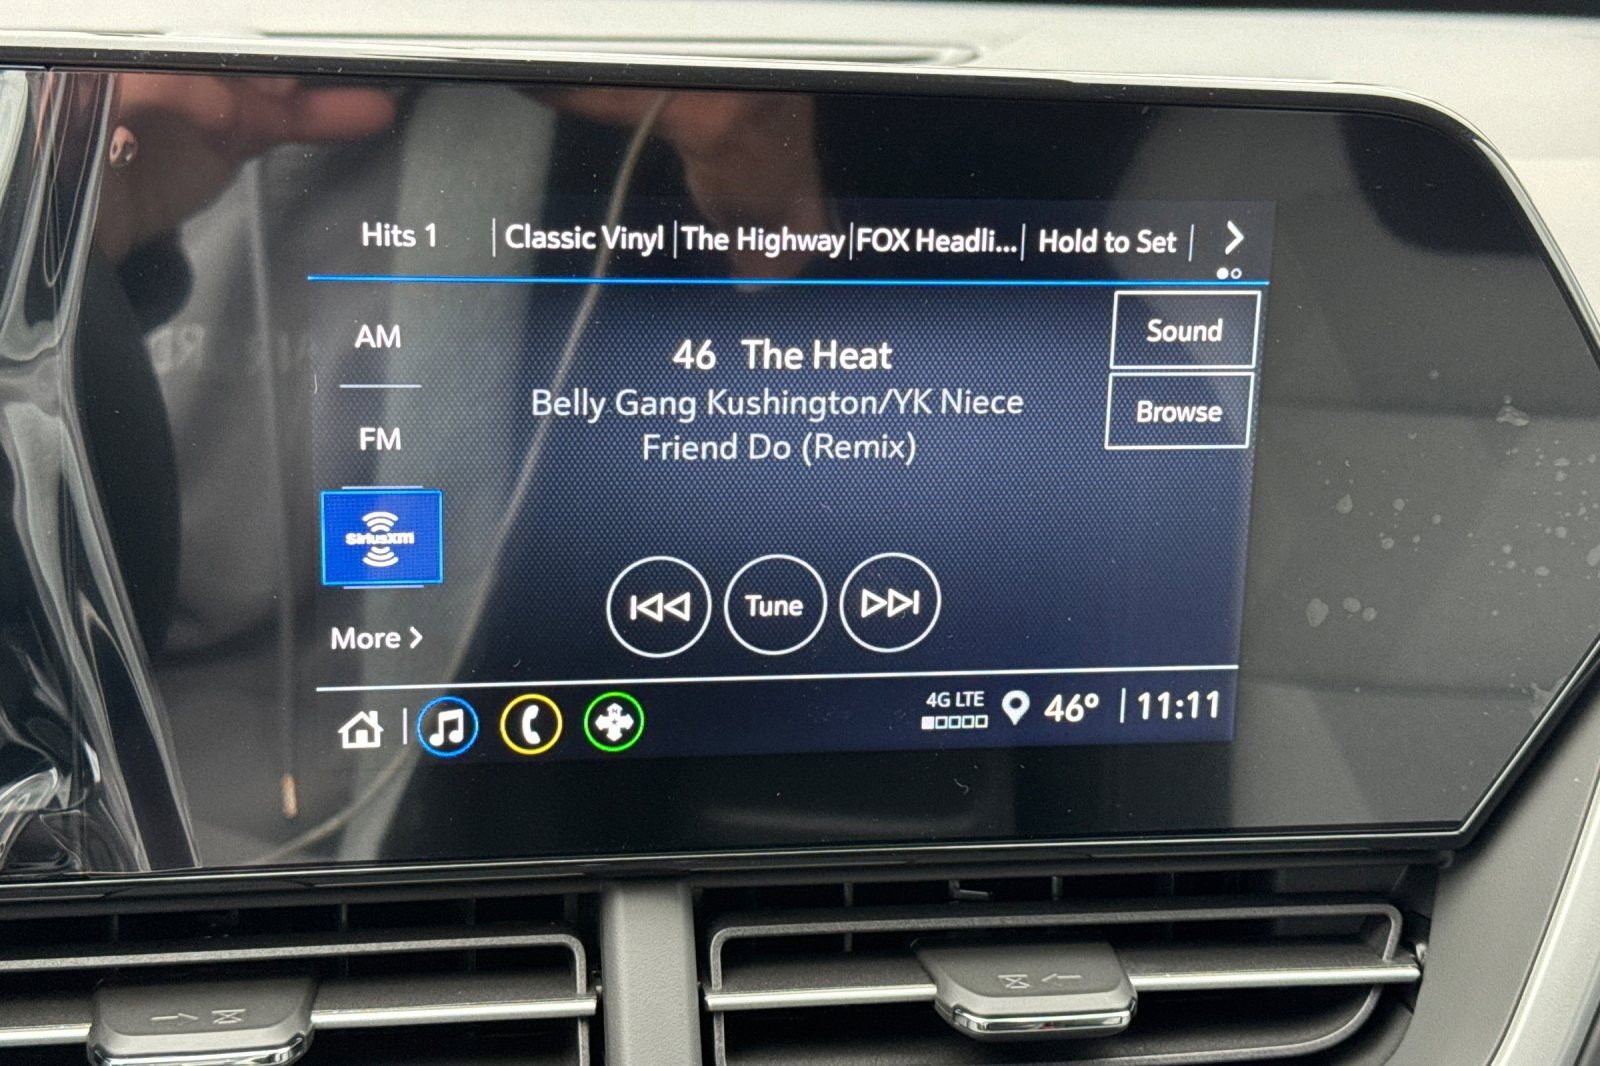 Hits 1 | Classic Vinyl | The Highway | FOX Headli... | Hold to Set |
AM
Sound
46 The Heat
Belly Gang Kushington/YK Niece
Browse
FM
Friend Do (Remix)
SiriusXM
Tune
More
4G LTE
46° | 11:11